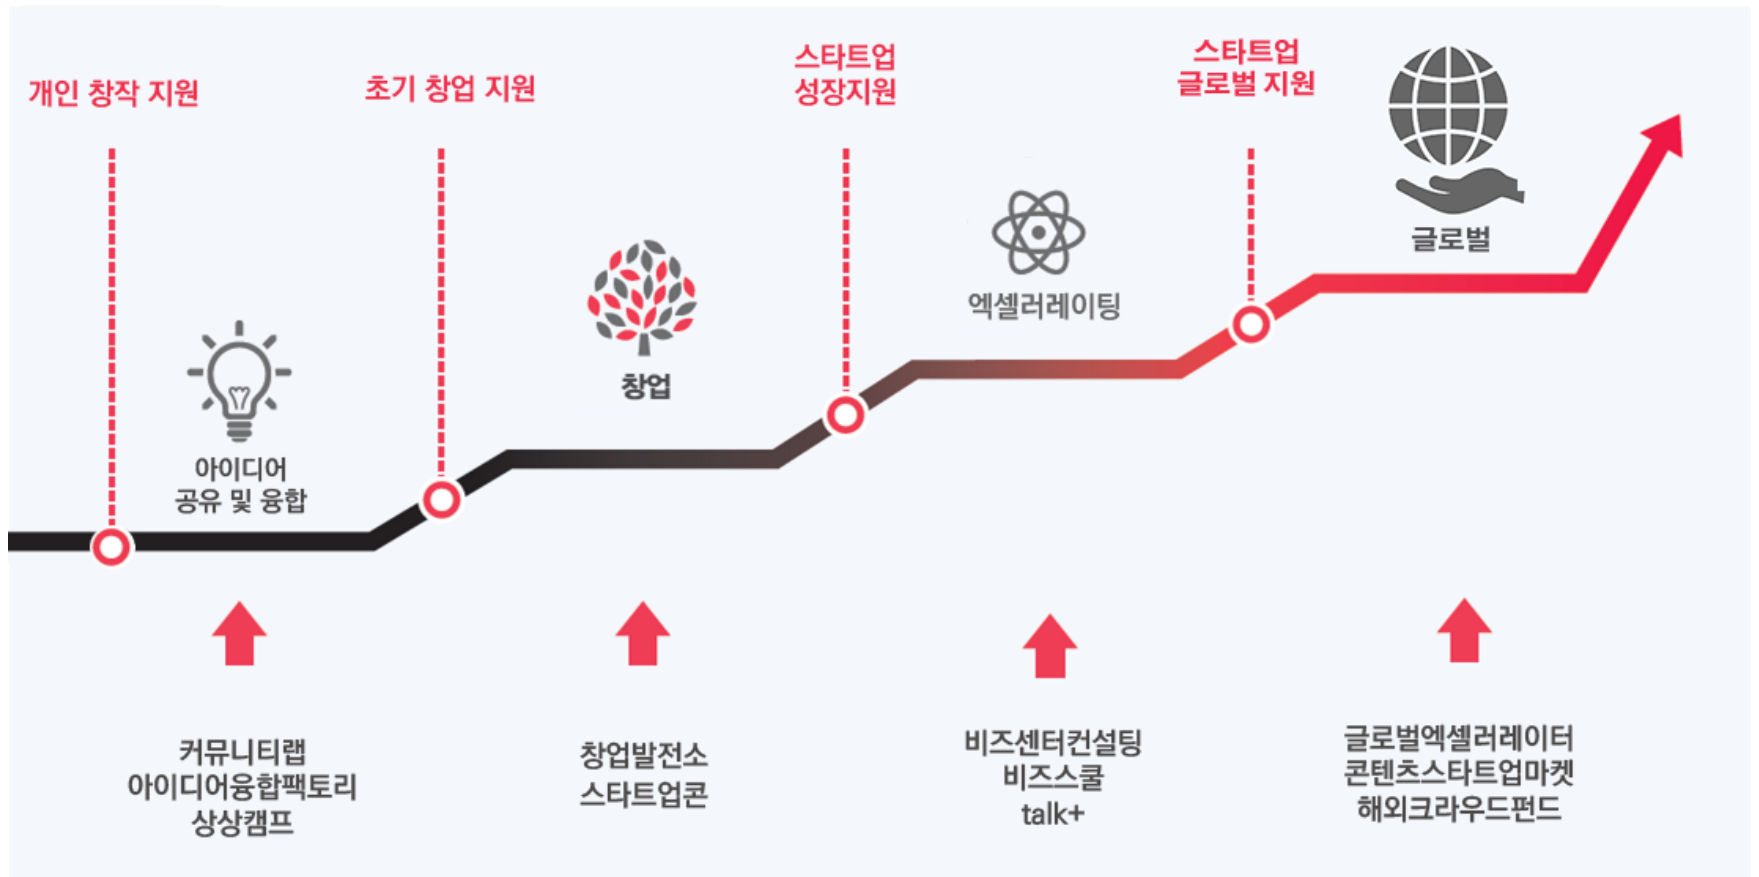 개인 창작 지원
초기 창업 지원
스타트업
성장지원
스타트업
글로벌 지원
아이디어
공유 및 융합
창업
엑셀러레이팅
글로벌
커뮤니티랩
아이디어융합팩토리
상상캠프
창업발전소
스타트업콘
비즈센터컨설팅
비즈스쿨
talk+
글로벌엑셀러레이터
콘텐츠스타트업마켓
해외크라우드펀드